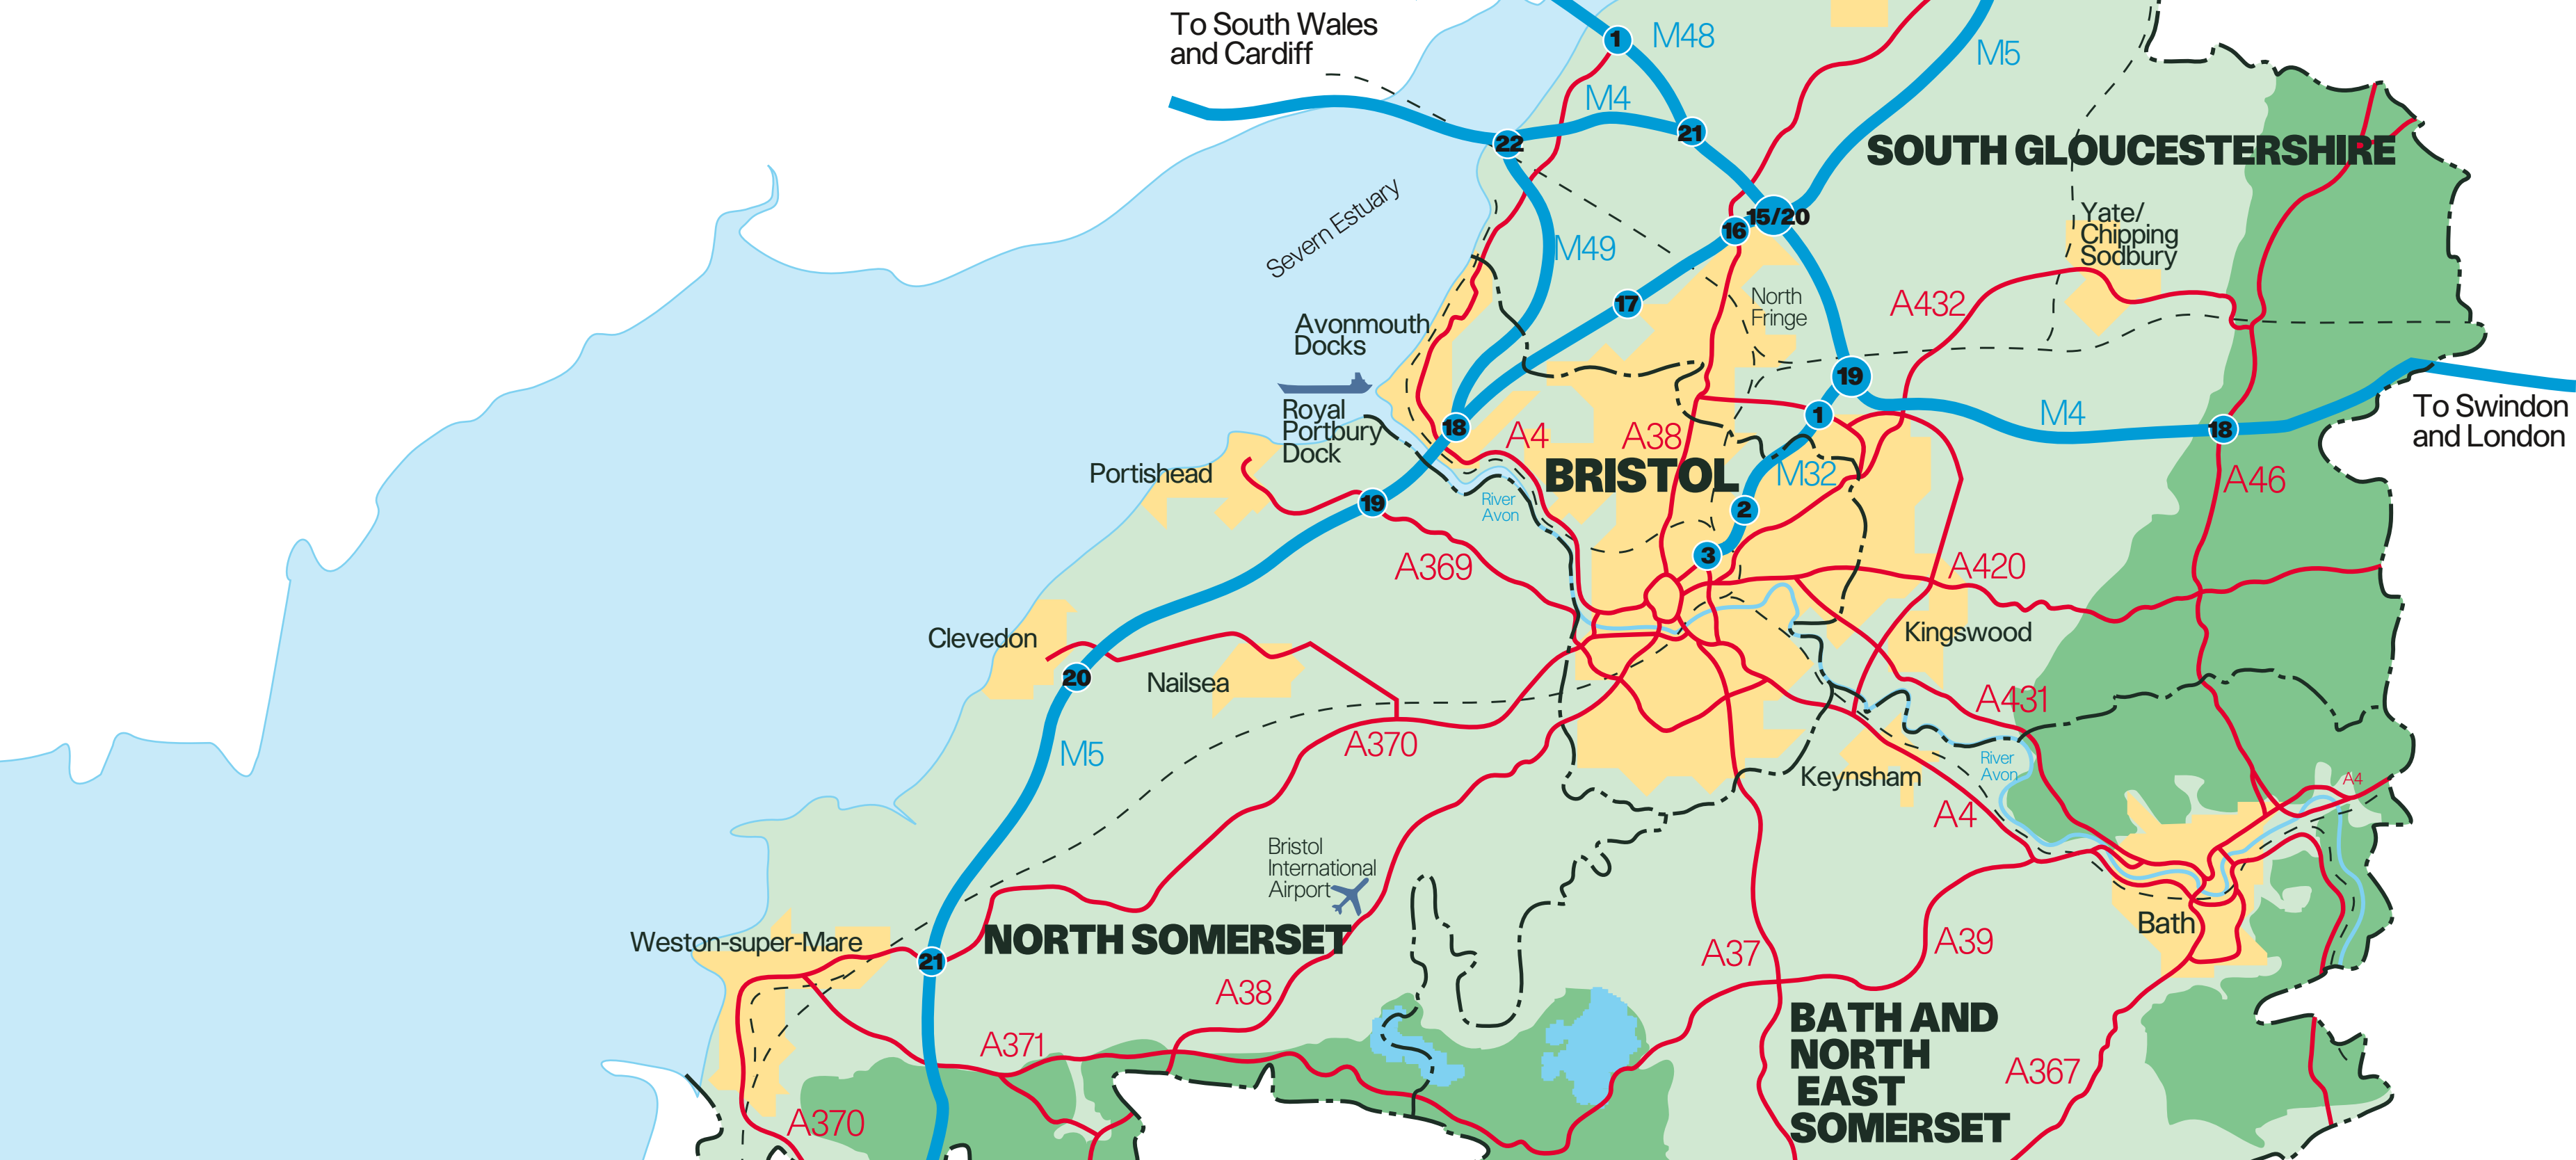 To South Wales
and Cardiff
1
M48
M5
M4
22
21
SOUTH GLOUCESTERSHIRE
Severn Estuary
15/20
16
M49
Yate/
Chipping
Sodbury
17
North
Fringe
A432
Avonmouth
Docks
19
Royal
Portbury
Dock
18
A4
A38
1
M4
18
To Swindon
and London
BRISTOL
M32
Portishead
A46
19
River
Avon
2
3
A369
A420
Clevedon
Kingswood
20
Nailsea
A431
M5
A370
River
Avon
Keynsham
A4
A4
Bristol
International
Airport
Bath
Weston-super-Mare
21
NORTH SOMERSET
A37
A39
A38
BATH AND
NORTH
EAST
SOMERSET
A371
A367
A370